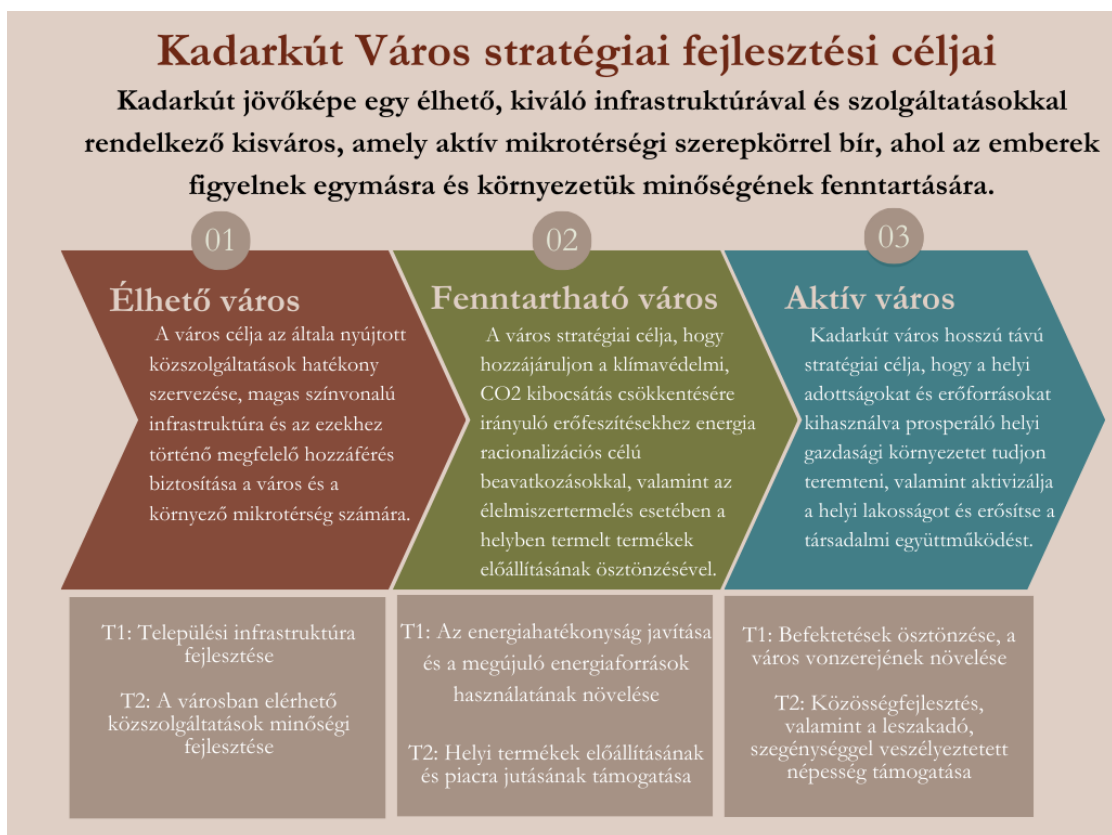 Kadarkút Város stratégiai fejlesztési céljai
Kadarkút jövőképe egy élhető, kiváló infrastruktúrával és szolgáltatásokkal
rendelkező kisváros, amely aktív mikrotérségi szerepkörrel bír, ahol az emberek
figyelnek egymásra és környezetük minőségének fenntartására.
01
Élhető város
A város célja az általa nyújtott
közszolgáltatások hatékony
szervezése, magas színvonalú
infrastruktúra és az ezekhez
történő megfelelő hozzáférés
biztosítása a város és a
környező mikrotérség számára.
T1: Települési infrastruktúra
fejlesztése
T2: A városban elérhető
közszolgáltatások minőségi
fejlesztése
02
Fenntartható város
A város stratégiai célja, hogy
hozzájáruljon a klímavédelmi,
CO2 kibocsátás csökkentésére
irányuló erőfeszítésekhez energia
racionalizációs célú
beavatkozásokkal, valamint az
élelmiszertermelés esetében a
helyben termelt termékek
előállításának ösztönzésével.
T1: Az energiahatékonyság javítása
és a megújuló energiaforrások
használatának növelése
T2: Helyi termékek előállításának
és piacra jutásának támogatása
03
Aktív város
Kadarkút város hosszú távú
stratégiai célja, hogy a helyi
adottságokat és erőforrásokat
kihasználva prosperáló helyi
gazdasági környezetet tudjon
teremteni, valamint aktivizálja
a helyi lakosságot és erősítse a
társadalmi együttműködést.
T1: Befektetések ösztönzése, a
város vonzerejének növelése
T2: Közösségfejlesztés,
valamint a leszakadó,
szegénységgel veszélyeztetett
népesség támogatása